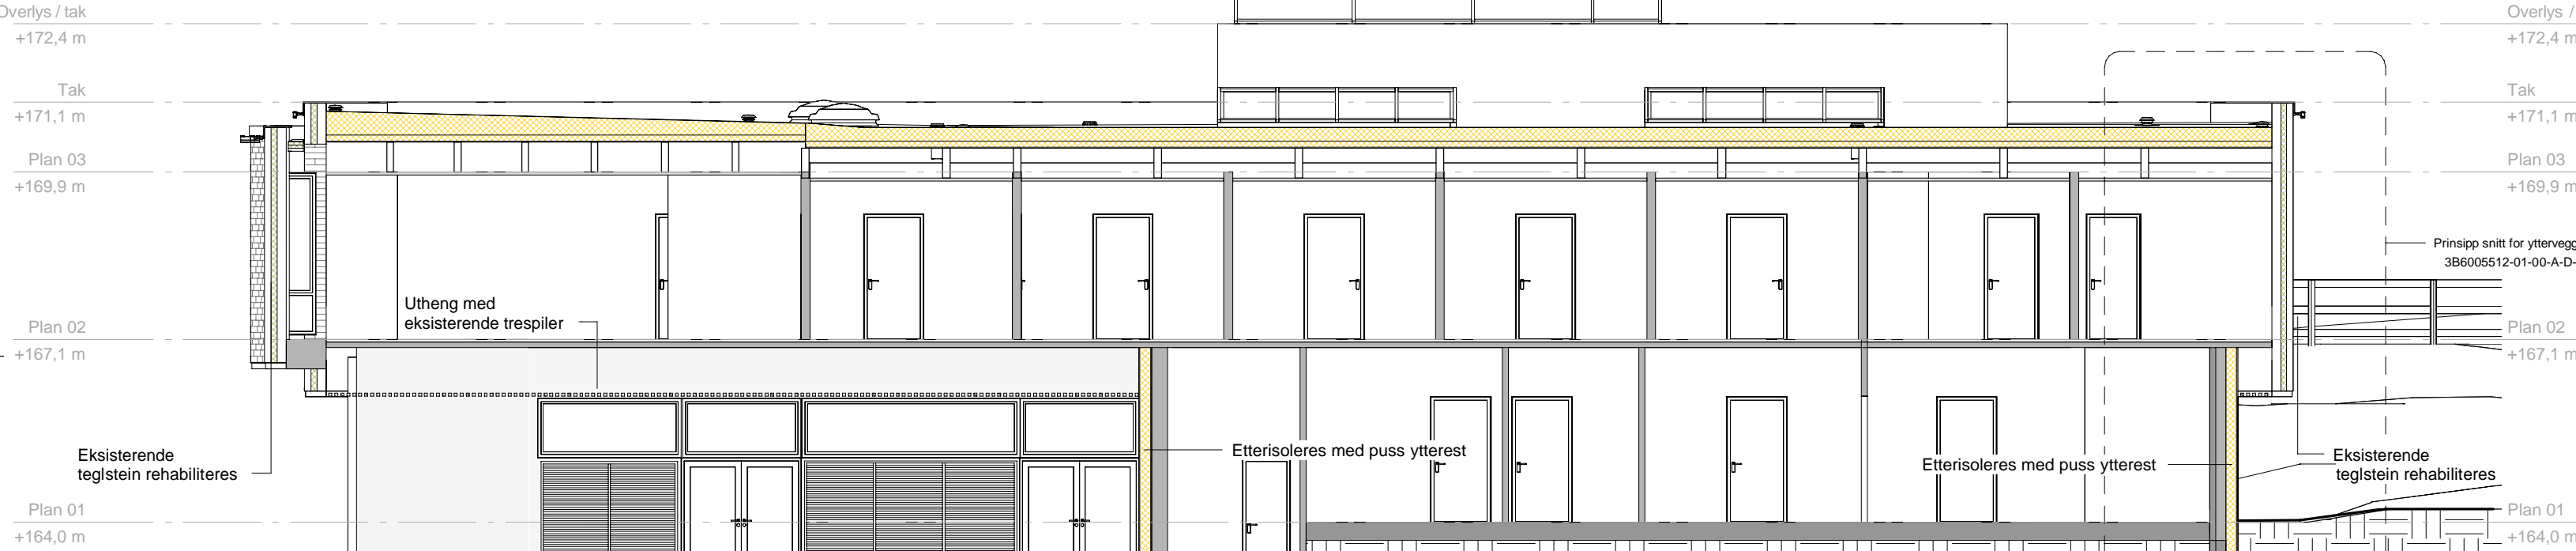 Overlys / tak
+172,4 m
Tak
+171,1 m
Plan 03
+169,9 m
Plan 02
+167,1 m
Plan 01
+164,0 m
Utheng med
eksisterende trespiler
Eksisterende
teglstein rehabiliteres
Etterisoleres med puss ytterest
Etterisoleres med puss ytterest
Eksisterende
teglstein rehabiliteres
Prinsipp snitt for yttervegg
3B6005512-01-00-A-D-
Overlys /
+172,4 m
Tak
+171,1 m
Plan 03
+169,9 m
Plan 02
+167,1 m
Plan 01
+164,0 m